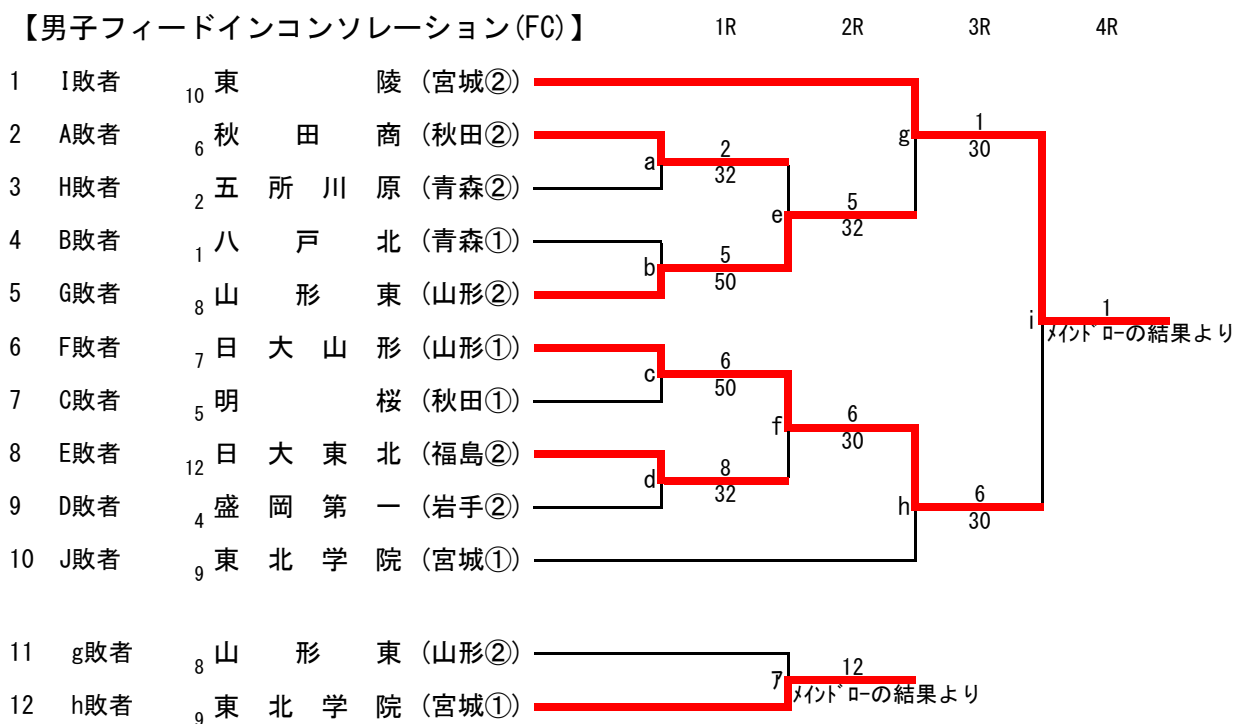 【男子フィードインコンソレーション(FC)】 1R 2R 3R 4R
1 I敗者 10 東陵 (宮城②)
2 A敗者 6 秋田商 (秋田②)
3 H敗者 2 五所川原 (青森②)
4 B敗者 1 八戸北 (青森①)
5 G敗者 8 山形東 (山形②)
6 F敗者 7 日大山形 (山形①)
7 C敗者 5 明桜 (秋田①)
8 E敗者 12 日大東北 (福島②)
9 D敗者 4 盛岡第一 (岩手②)
10 J敗者 9 東北学院 (宮城①)
a 2 32
b 5 50
c 6 50
d 8 32
e 5 32
f 6 30
g 1 30
h 6 30
i 1 ﾒｲﾝﾄﾞﾛｰの結果より
11 g敗者 8 山形東 (山形②)
12 h敗者 9 東北学院 (宮城①)
ｱ 12 ﾒｲﾝﾄﾞﾛｰの結果より